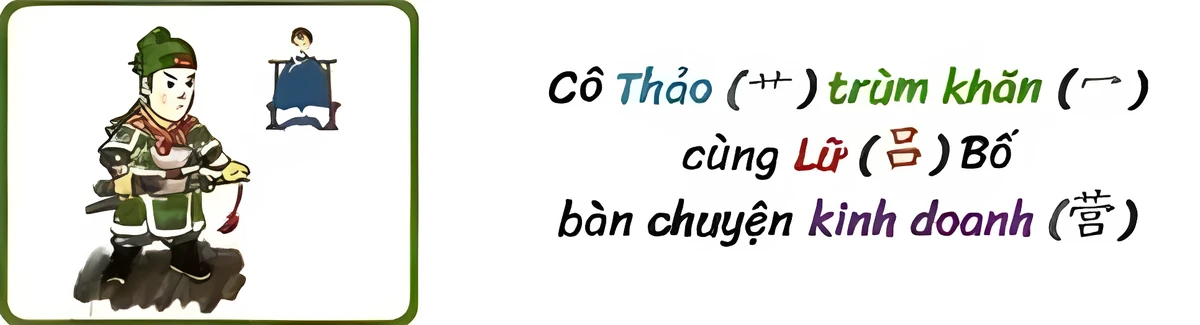 Cô Thảo (艹) trùm khăn (冖)
cùng Lữ (吕) Bố
bàn chuyện kinh doanh (营)